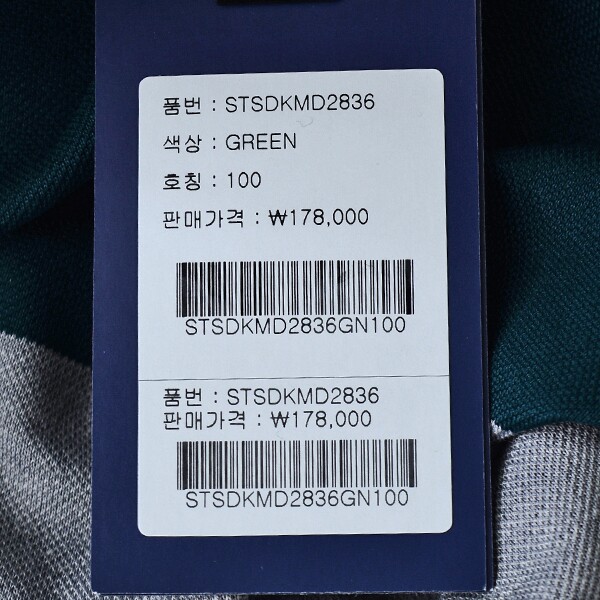 품번 : STSDKMD2836
색상 : GREEN
호칭 : 100
판매가격 : ₩178,000
STSDKMD2836GN100
품번 : STSDKMD2836
판매가격 : ₩178,000
STSDKMD2836GN100